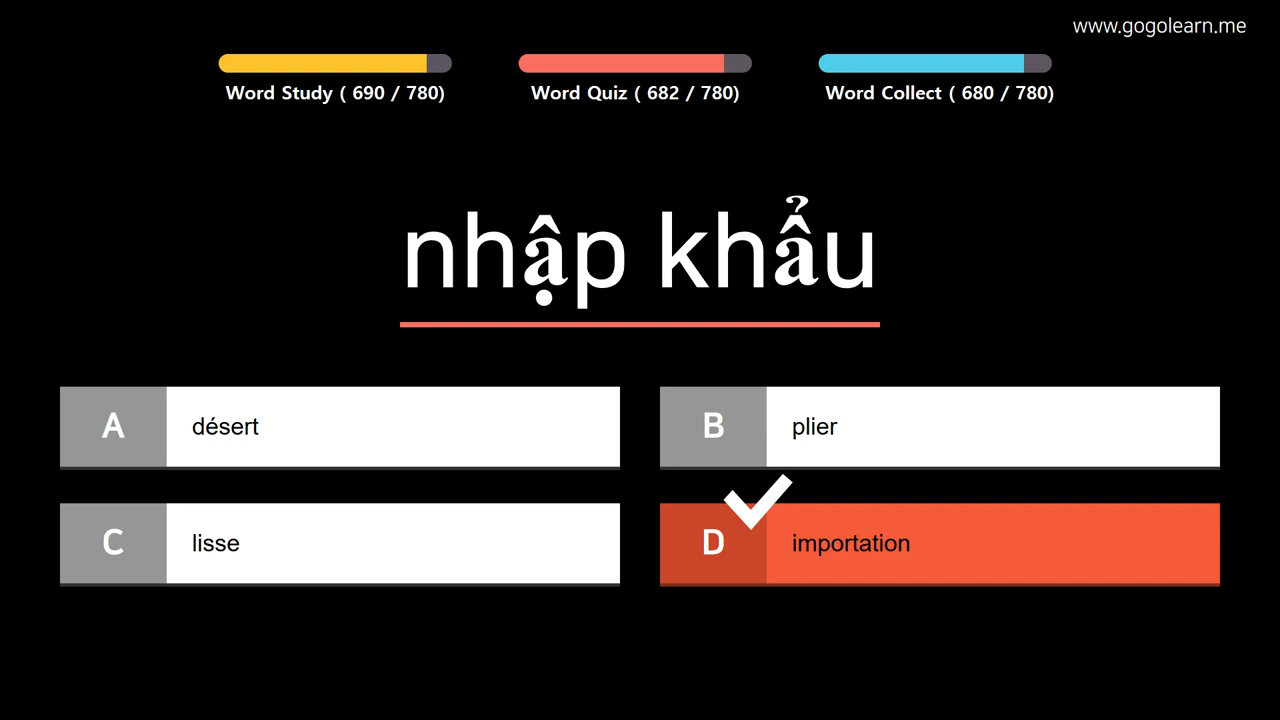 www.gogolearn.me
Word Study ( 690 / 780)
Word Quiz ( 682 / 780)
Word Collect ( 680 / 780)
nhập khẩu
A désert
B plier
C lisse
D importation